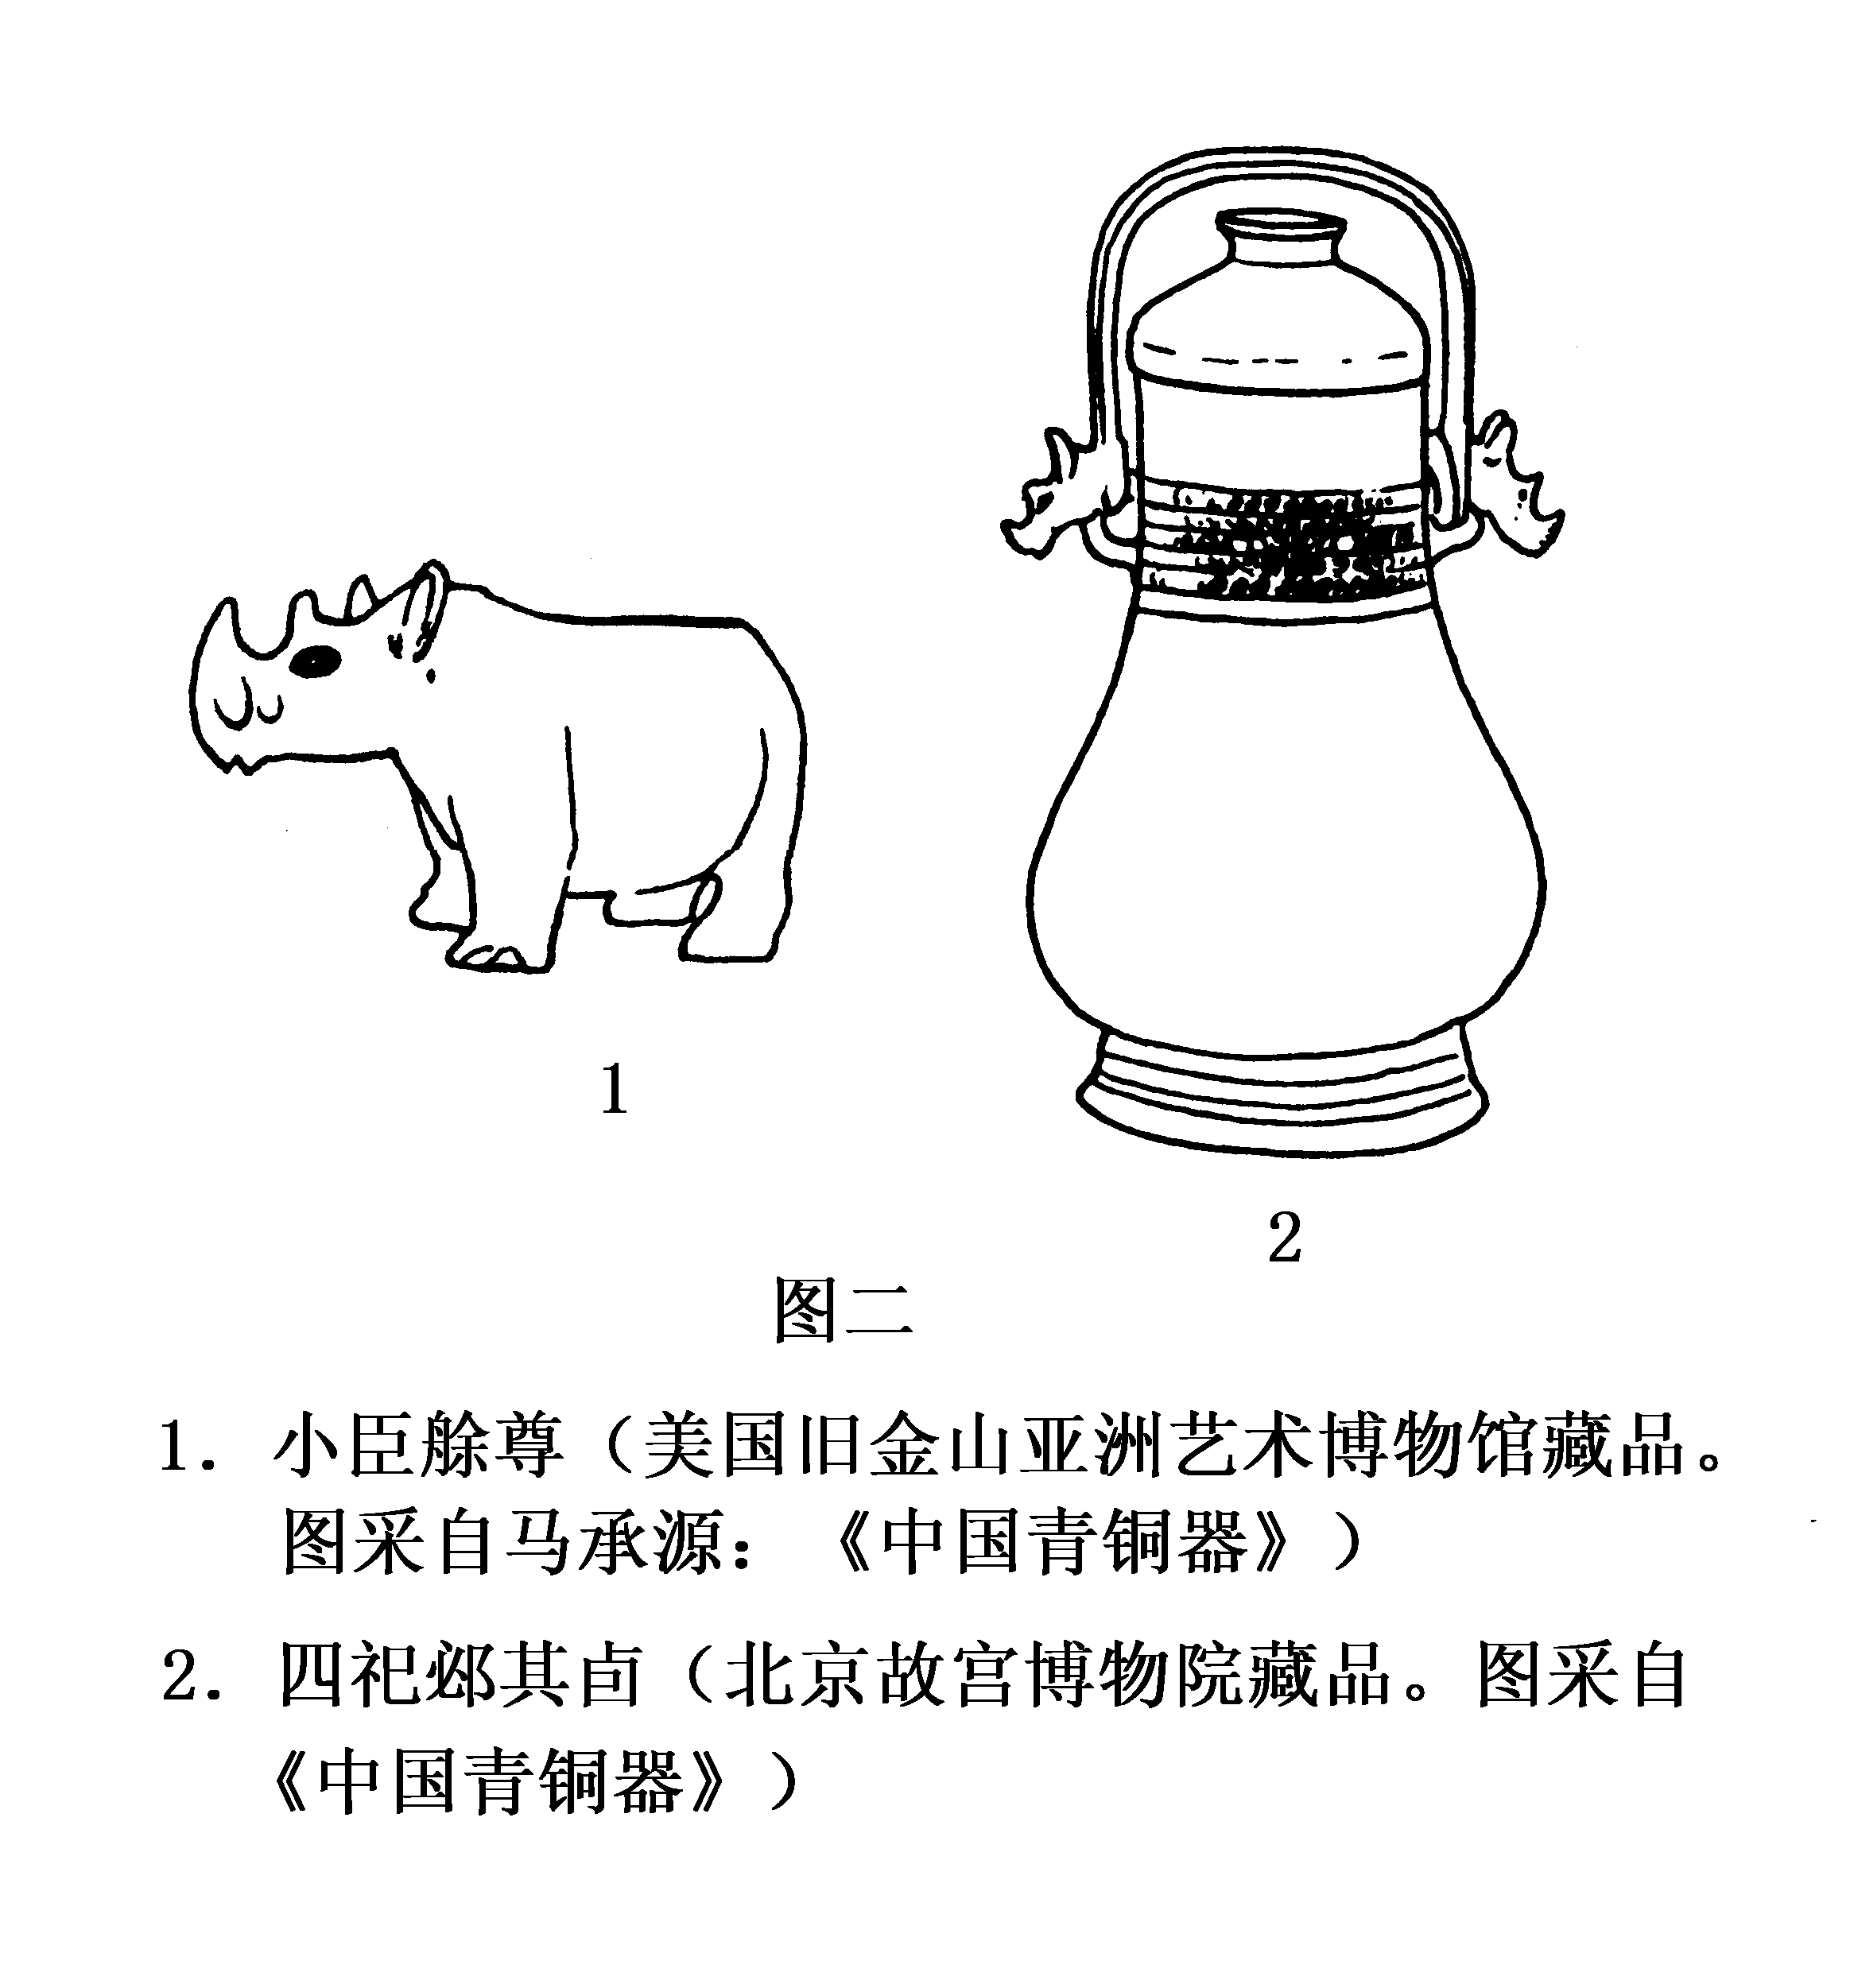 1
2
图二
1. 小臣艅尊（美国旧金山亚洲艺术博物馆藏品。
图采自马承源：《中国青铜器》）
2. 四祀邲其卣（北京故宫博物院藏品。图采自
《中国青铜器》）